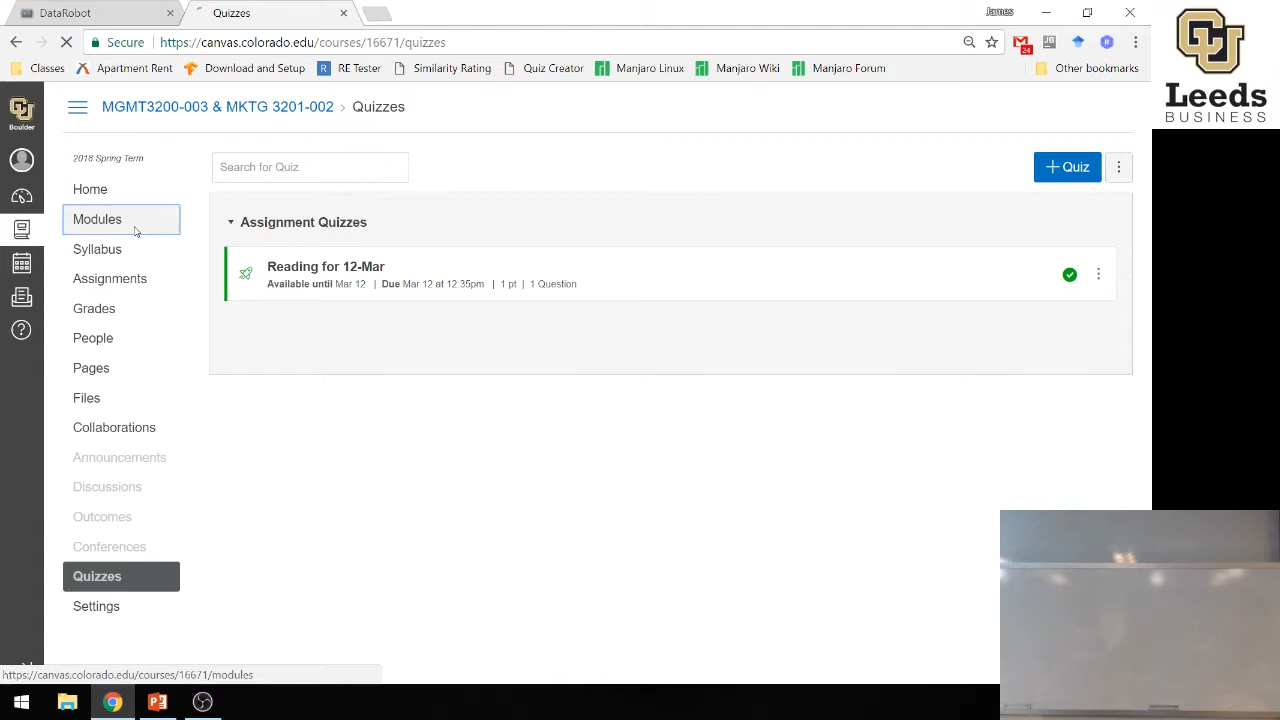 DataRobot
Quizzes
James
Secure
https://canvas.colorado.edu/courses/16671/quizzes
24
Classes
Apartment Rent
Download and Setup
R
RE Tester
Similarity Rating
Quiz Creator
Manjaro Linux
Manjaro Wiki
Manjaro Forum
Other bookmarks
CU
Leeds
BUSINESS
CU
Boulder
MGMT3200-003 & MKTG 3201-002 › Quizzes
2018 Spring Term
Home
Modules
Syllabus
Assignments
Grades
People
Pages
Files
Collaborations
Announcements
Discussions
Outcomes
Conferences
Quizzes
Settings
Search for Quiz
+ Quiz
Assignment Quizzes
Reading for 12-Mar
Available until Mar 12 | Due Mar 12 at 12:35pm | 1 pt | 1 Question
https://canvas.colorado.edu/courses/16671/modules